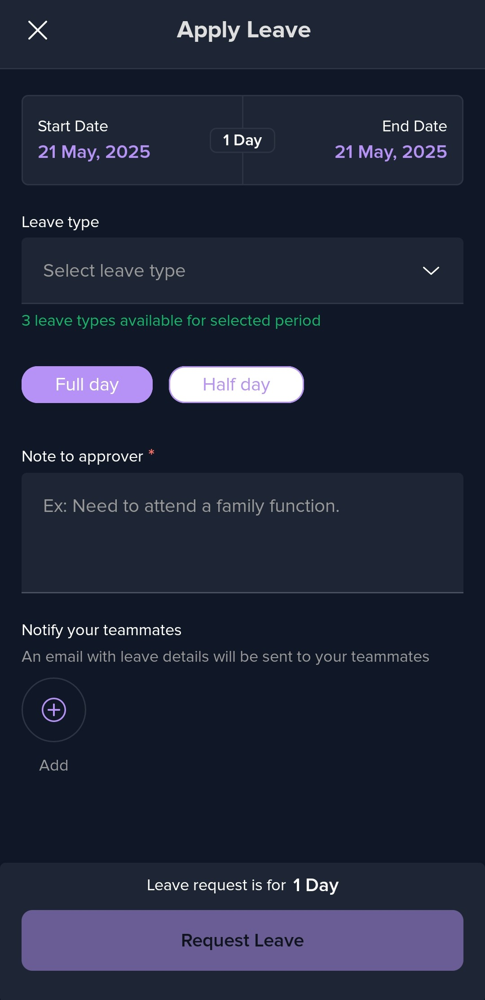 Apply Leave
Start Date
21 May, 2025
1 Day
End Date
21 May, 2025
Leave type
Select leave type
3 leave types available for selected period
Full day
Half day
Note to approver *
Ex: Need to attend a family function.
Notify your teammates
An email with leave details will be sent to your teammates
Add
Leave request is for 1 Day
Request Leave